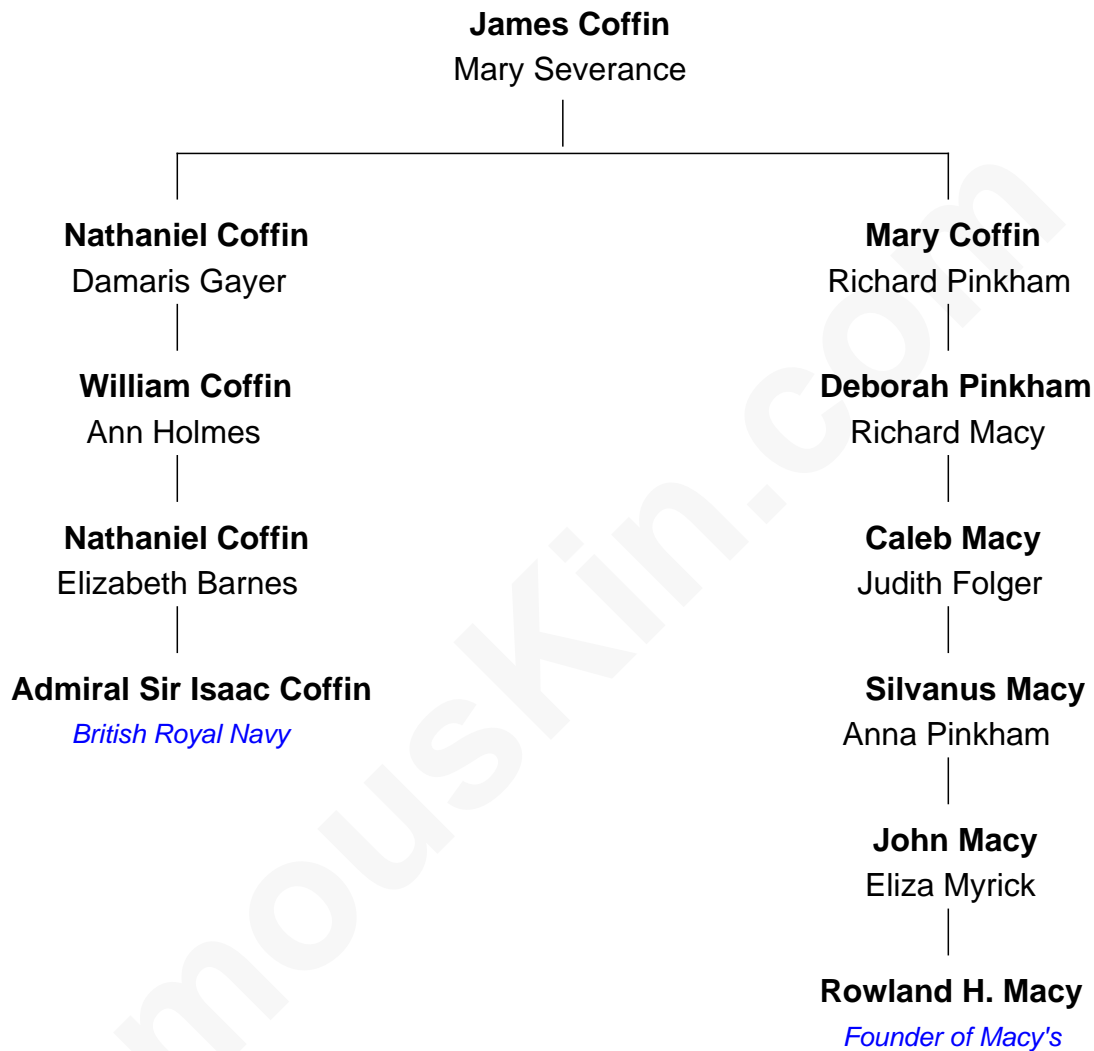 James Coffin
Mary Severance
Nathaniel Coffin
Damaris Gayer
Mary Coffin
Richard Pinkham
William Coffin
Ann Holmes
Deborah Pinkham
Richard Macy
Nathaniel Coffin
Elizabeth Barnes
Caleb Macy
Judith Folger
Admiral Sir Isaac Coffin
British Royal Navy
Silvanus Macy
Anna Pinkham
John Macy
Eliza Myrick
Rowland H. Macy
Founder of Macy's
mouskin.com